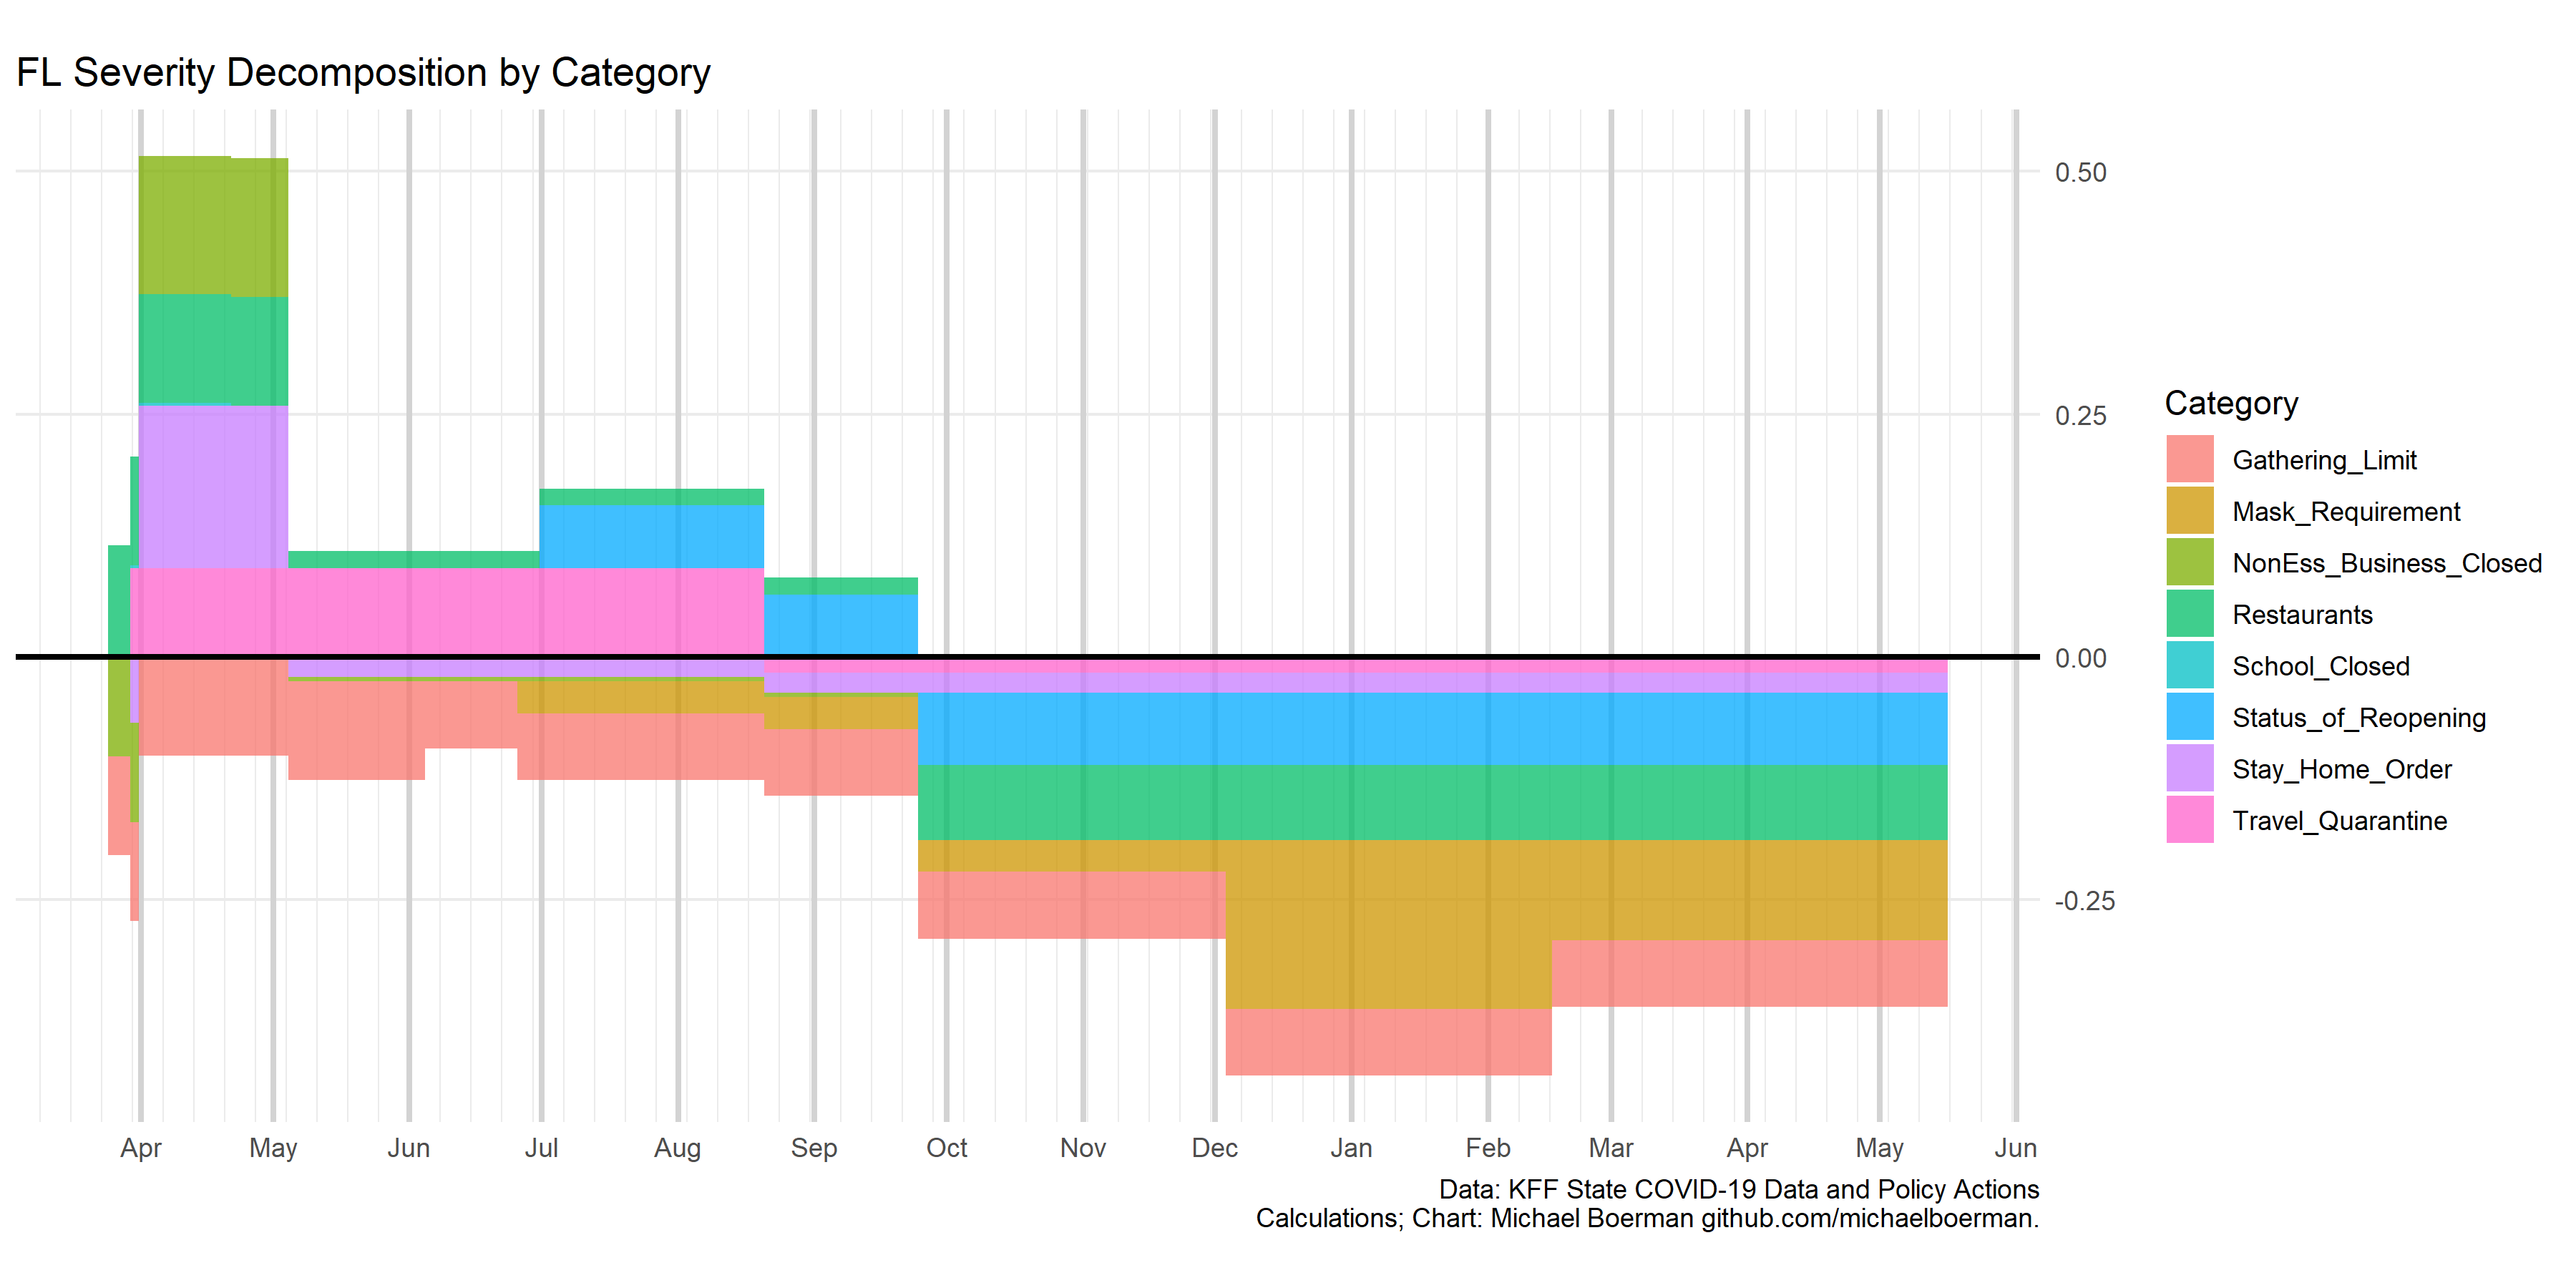 FL Severity Decomposition by Category
0.50
0.25
0.00
-0.25
Apr May Jun Jul Aug Sep Oct Nov Dec Jan Feb Mar Apr May Jun
Category
Gathering_Limit
Mask_Requirement
NonEss_Business_Closed
Restaurants
School_Closed
Status_of_Reopening
Stay_Home_Order
Travel_Quarantine
Data: KFF State COVID-19 Data and Policy Actions
Calculations; Chart: Michael Boerman github.com/michaelboerman.